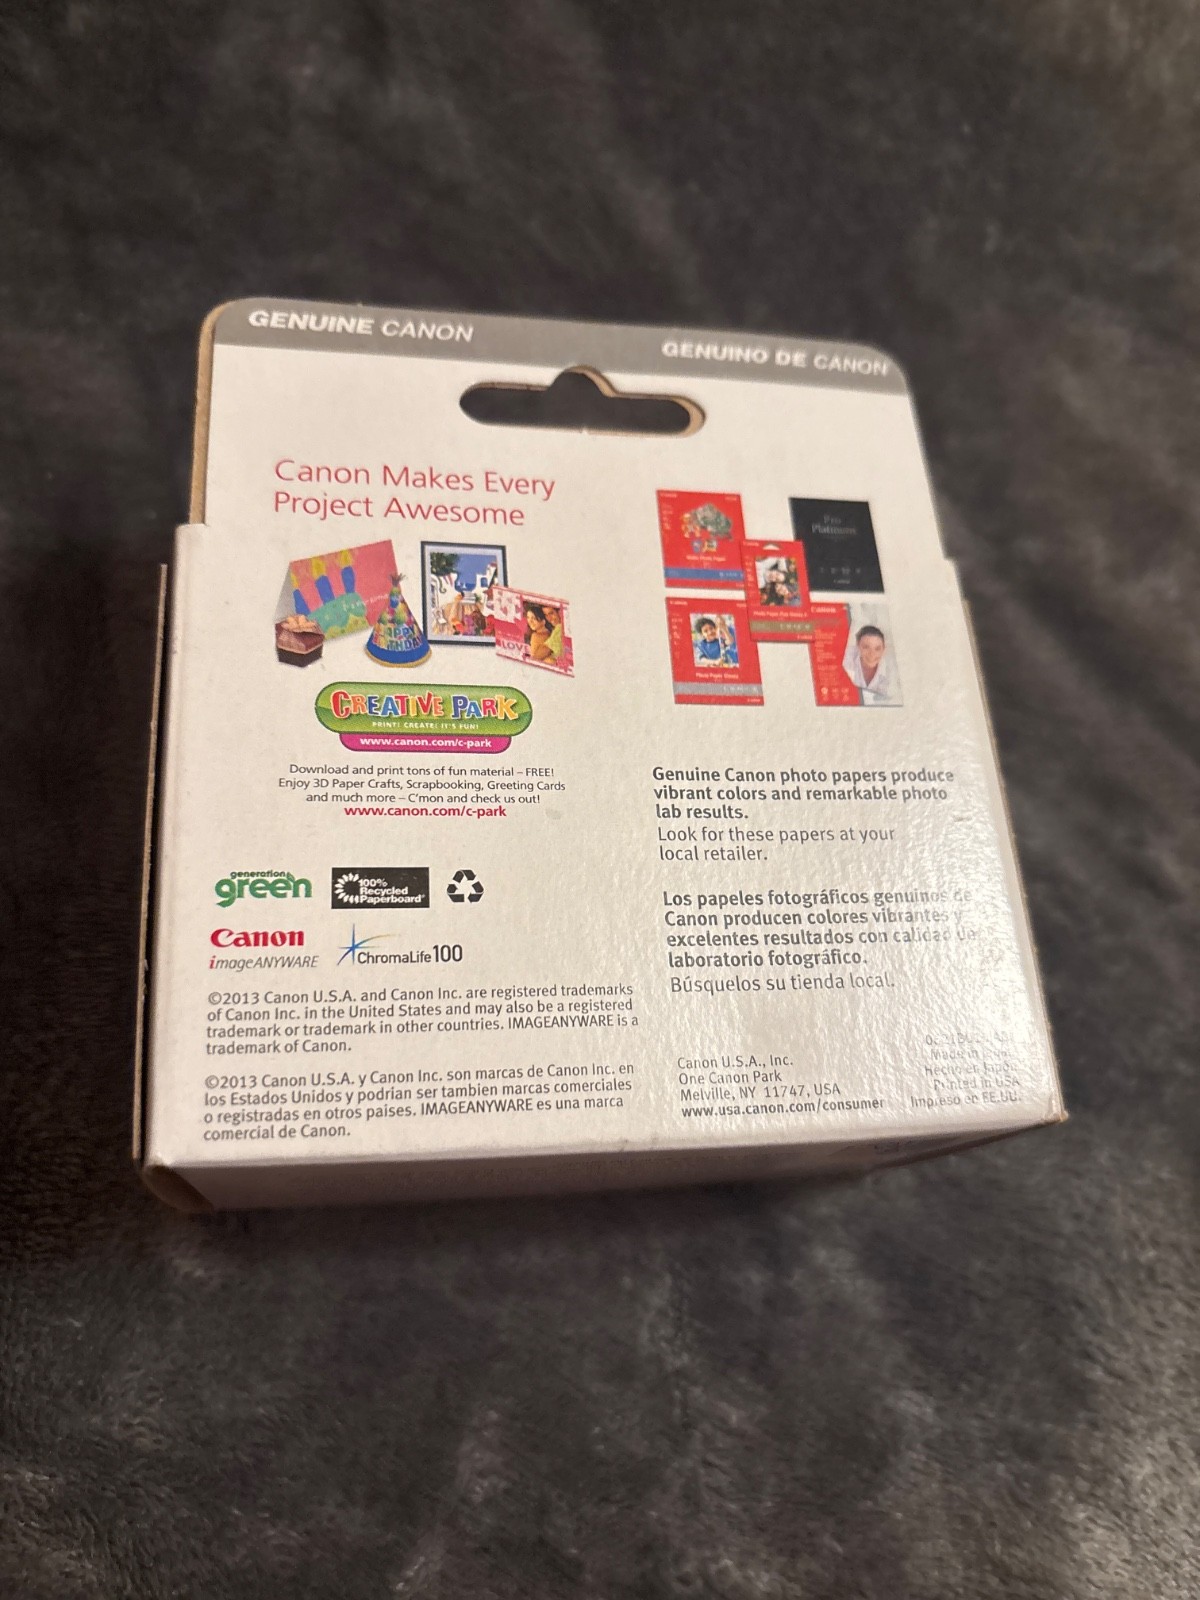 GENUINE CANON
GENUINO DE CANON
Canon Makes Every
Project Awesome
HAPPY
BIRTHDAY
LOVE
CREATIVE PARK
PRINT! CREATE! IT'S FUN!
www.canon.com/c-park
Download and print tons of fun material – FREE!
Enjoy 3D Paper Crafts, Scrapbooking, Greeting Cards
and much more – C'mon and check us out!
www.canon.com/c-park
generation
green
100%
Recycled
Paperboard
Canon
imageANYWARE
ChromaLife100
©2013 Canon U.S.A. and Canon Inc. are registered trademarks
of Canon Inc. in the United States and may also be a registered
trademark or trademark in other countries. IMAGEANYWARE is a
trademark of Canon.
©2013 Canon U.S.A. y Canon Inc. son marcas de Canon Inc. en
los Estados Unidos y podrian ser tambien marcas comerciales
o registradas en otros paises. IMAGEANYWARE es una marca
comercial de Canon.
Pro
Platinum
Photo Paper Glossy
Canon
Genuine Canon photo papers produce
vibrant colors and remarkable photo
lab results.
Look for these papers at your
local retailer.
Los papeles fotográficos genuinos de
Canon producen colores vibrantes y
excelentes resultados con calidad de
laboratorio fotográfico.
Búsquelos su tienda local.
Canon U.S.A., Inc.
One Canon Park
Melville, NY 11747, USA
www.usa.canon.com/consumer
Made in Japan
Hecho en Japón
Printed in USA
Impreso en EE.UU.